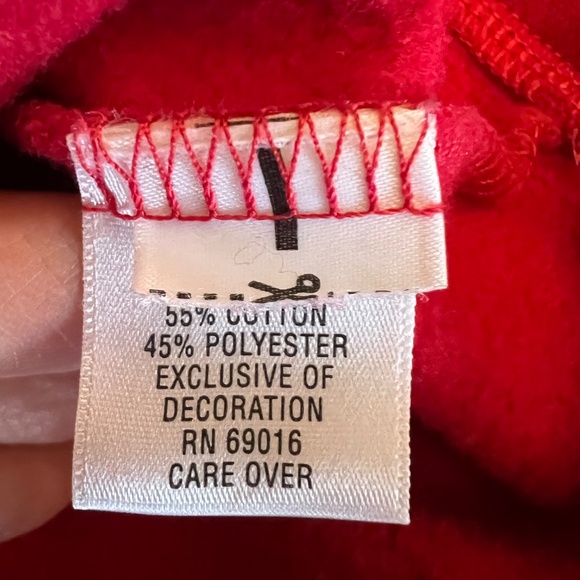 55% COTTON
45% POLYESTER
EXCLUSIVE OF
DECORATION
RN 69016
CARE OVER